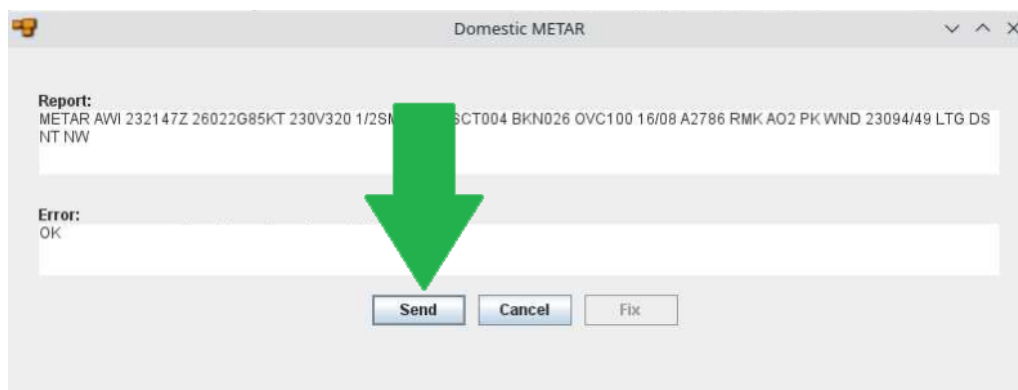 Domestic METAR
Report:
METAR AWI 232147Z 26022G85KT 230V320 1/2SM SCT004 BKN026 OVC100 16/08 A2786 RMK AO2 PK WND 23094/49 LTG DS
NT NW
Error:
OK
Send Cancel Fix